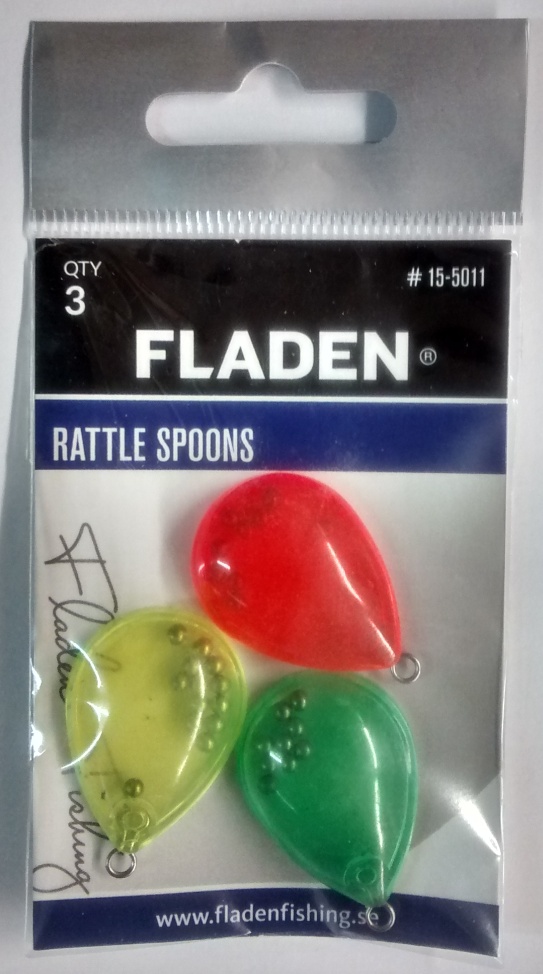 QTY
3
# 15-5011
FLADEN®
RATTLE SPOONS
Fladen Fishing
www.fladenfishing.se